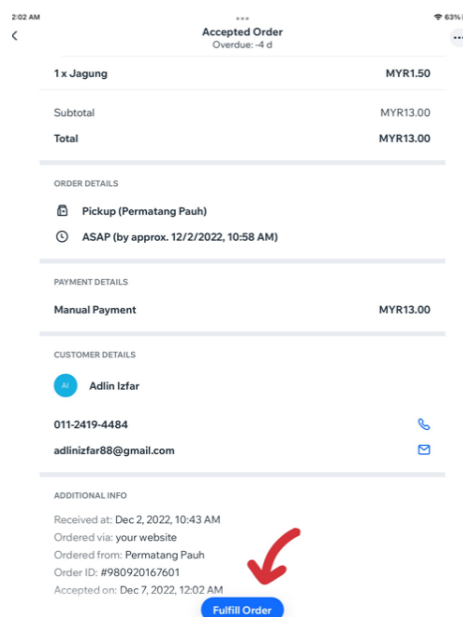 2:02 AM
63%
Accepted Order
Overdue: -4 d
1 x Jagung MYR1.50
Subtotal MYR13.00
Total MYR13.00
ORDER DETAILS
Pickup (Permatang Pauh)
ASAP (by approx. 12/2/2022, 10:58 AM)
PAYMENT DETAILS
Manual Payment MYR13.00
CUSTOMER DETAILS
AI Adlin Izfar
011-2419-4484
adlinizfar88@gmail.com
ADDITIONAL INFO
Received at: Dec 2, 2022, 10:43 AM
Ordered via: your website
Ordered from: Permatang Pauh
Order ID: #980920167601
Accepted on: Dec 7, 2022, 12:02 AM
Fulfill Order